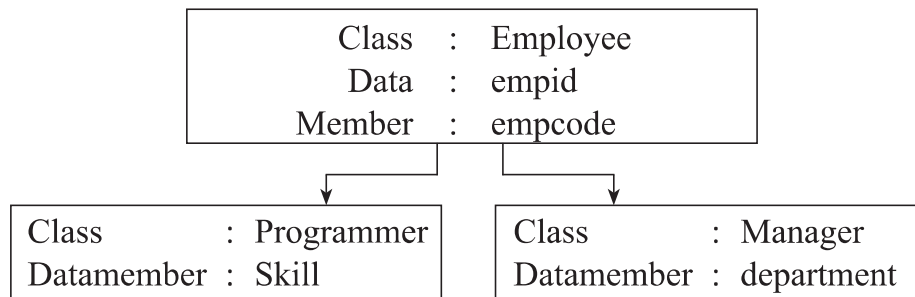 Class : Employee
Data : empid
Member : empcode
Class : Programmer
Datamember : Skill
Class : Manager
Datamember : department